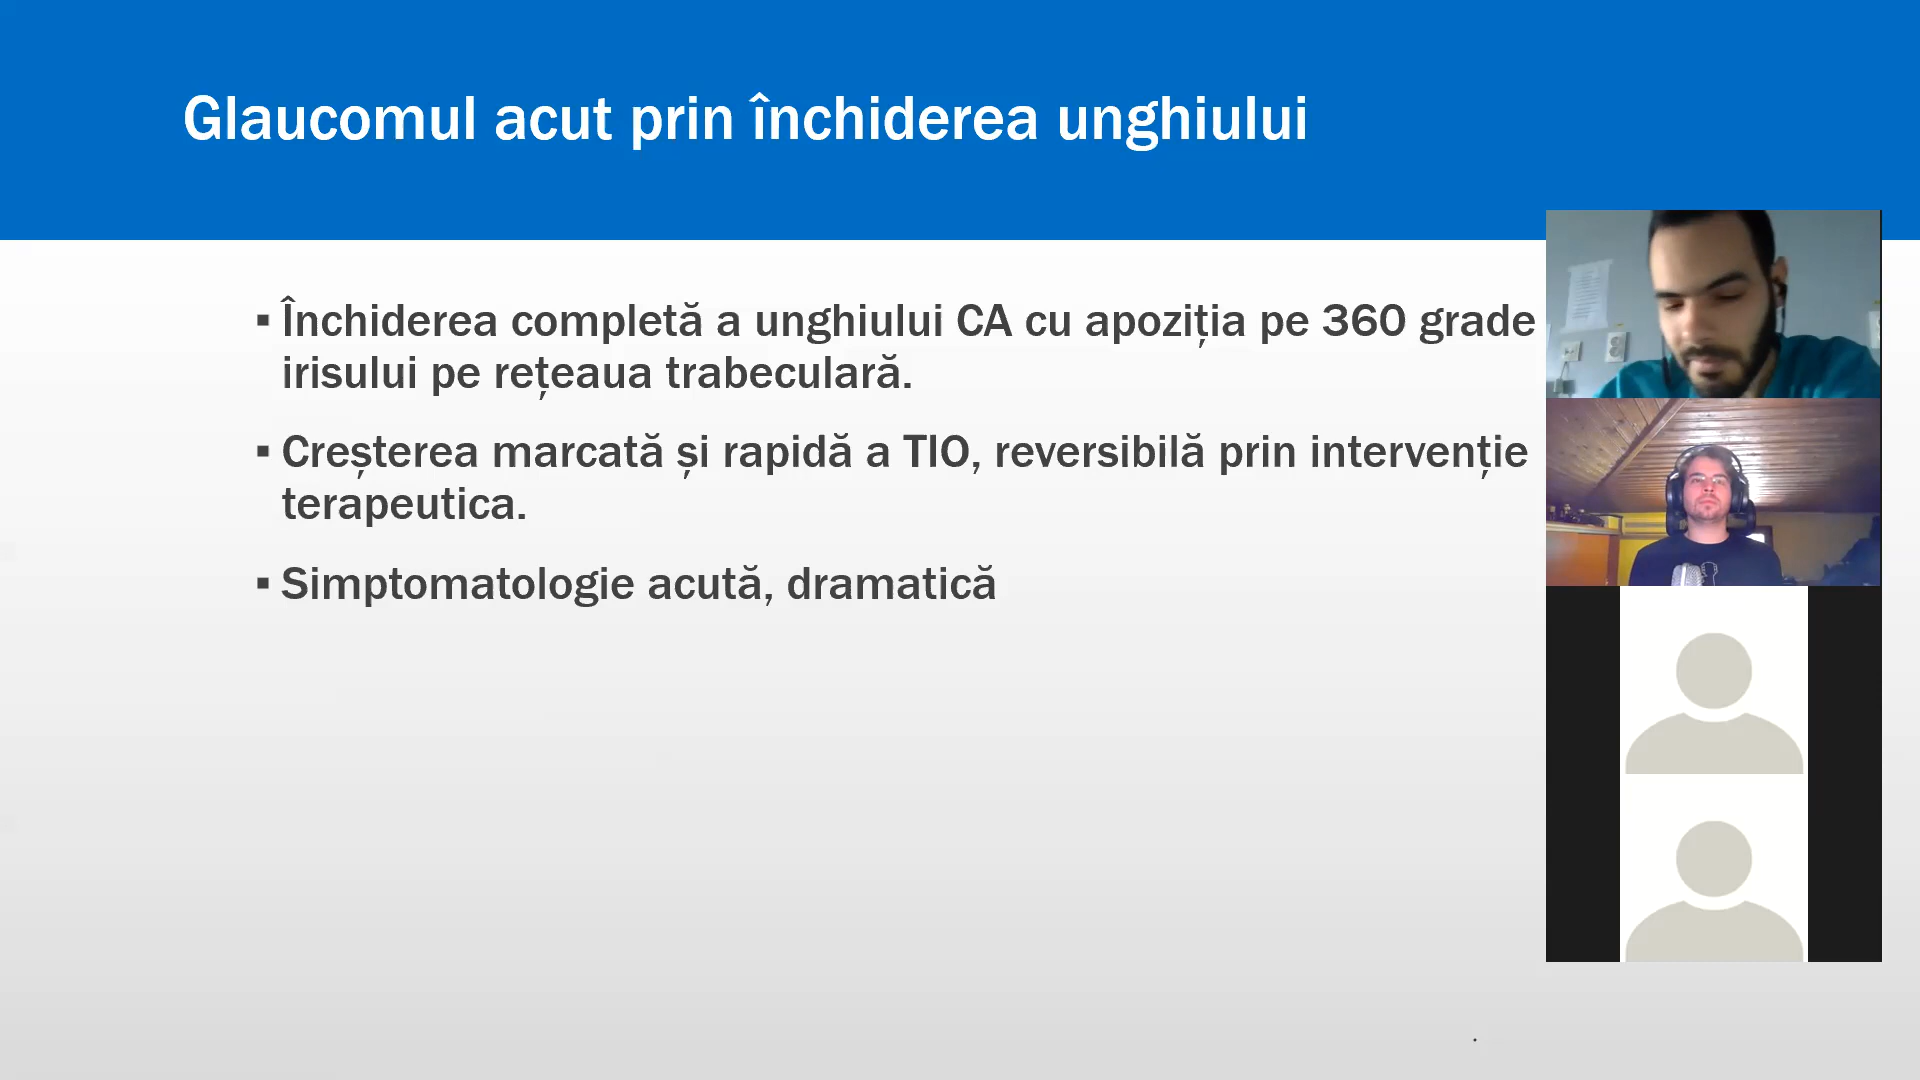 Glaucomul acut prin închiderea unghiului
▪ Închiderea completă a unghiului CA cu apoziția pe 360 grade
irisului pe rețeaua trabeculară.
▪ Creșterea marcată și rapidă a TIO, reversibilă prin intervenție
terapeutica.
▪ Simptomatologie acută, dramatică
.